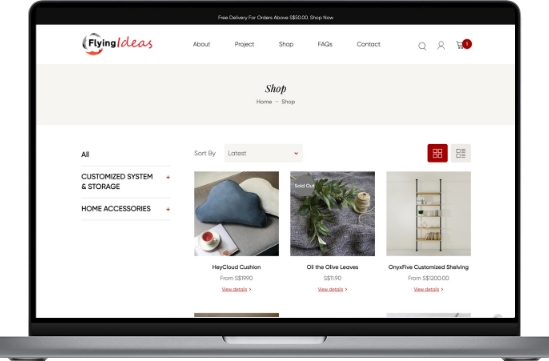 Free Delivery For Orders Above S$150.00. Shop Now
FlyingIdeas
About Project Shop FAQs Contact
1
Shop
Home - Shop
All
Sort By Latest
CUSTOMIZED SYSTEM
& STORAGE +
HOME ACCESSORIES +
Sold Out
HeyCloud Cushion
From S$19.90
View details >
Oli the Olive Leaves
S$11.90
View details >
OnyxFive Customized Shelving
From S$1200.00
View details >